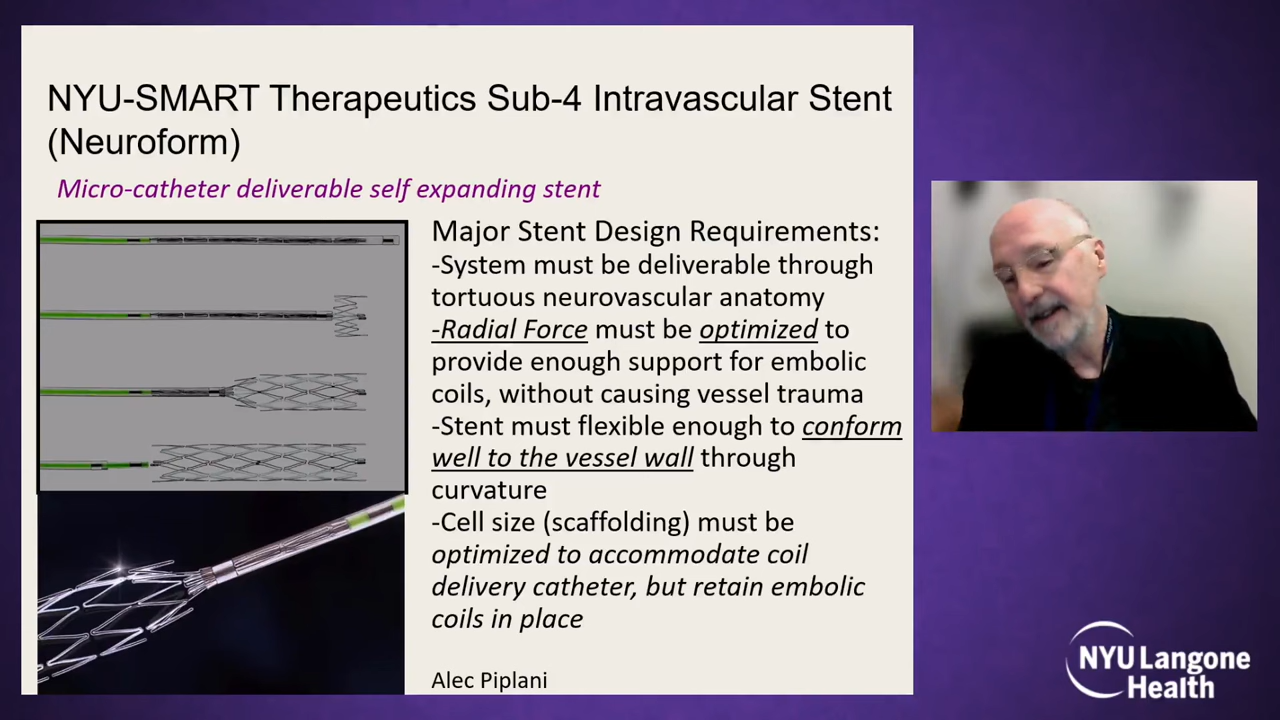 NYU-SMART Therapeutics Sub-4 Intravascular Stent
(Neuroform)
Micro-catheter deliverable self expanding stent
Major Stent Design Requirements:
-System must be deliverable through
tortuous neurovascular anatomy
-Radial Force must be optimized to
provide enough support for embolic
coils, without causing vessel trauma
-Stent must flexible enough to conform
well to the vessel wall through
curvature
-Cell size (scaffolding) must be
optimized to accommodate coil
delivery catheter, but retain embolic
coils in place
Alec Piplani
NYU Langone
Health